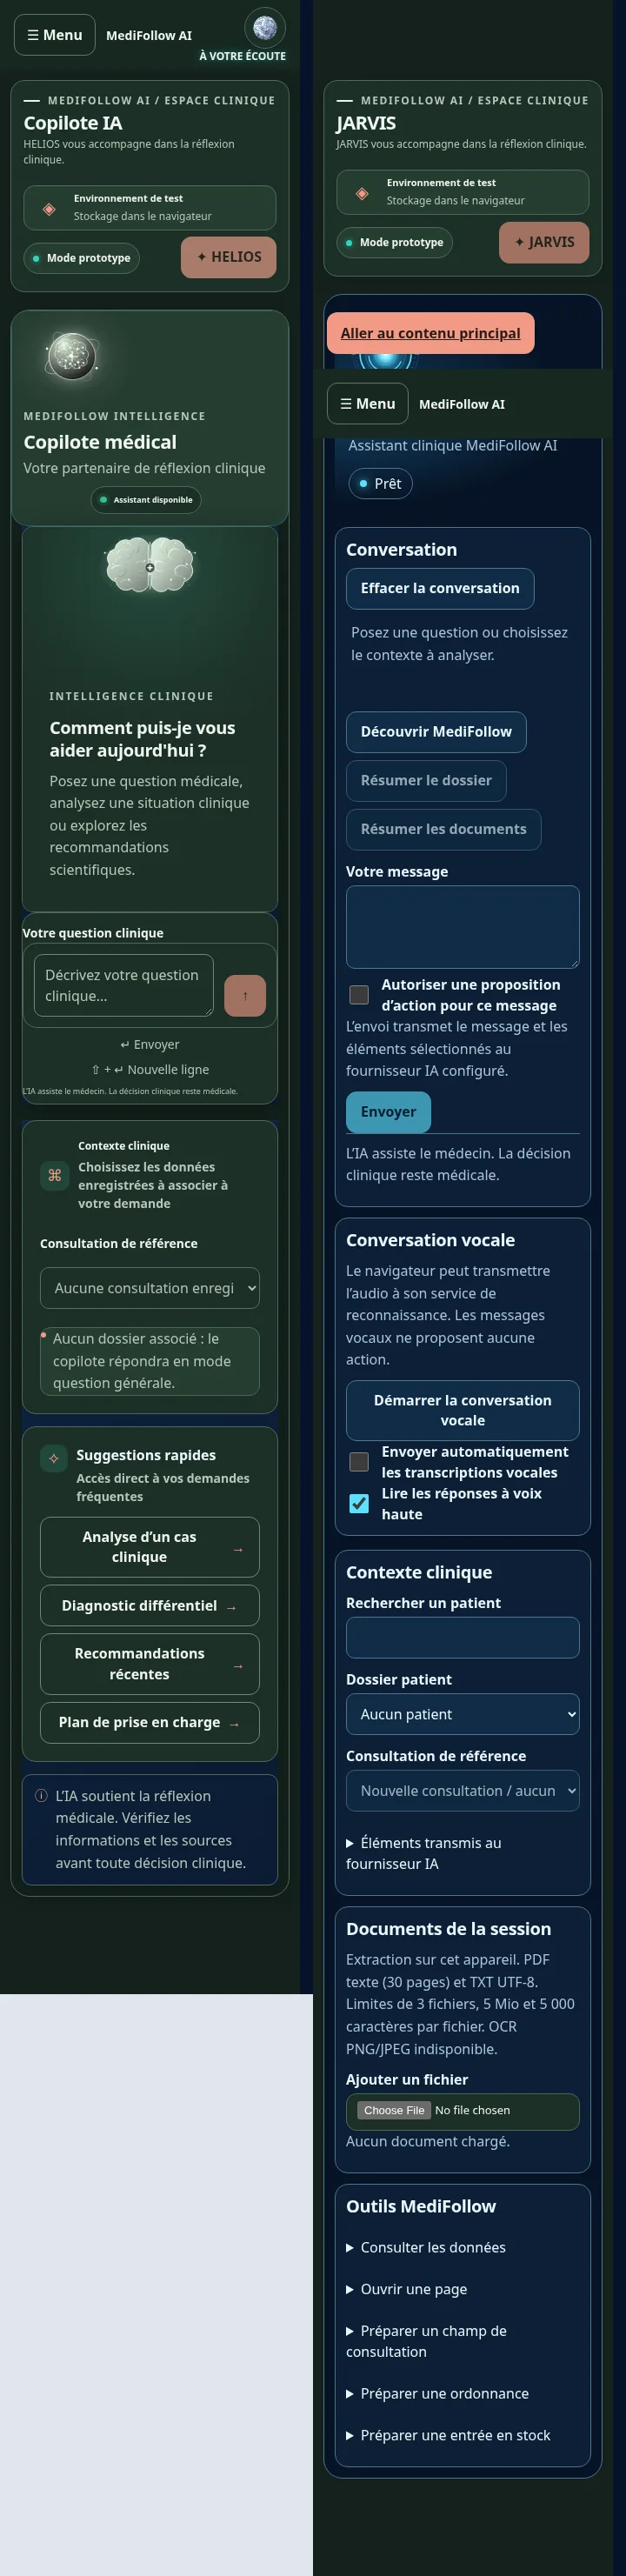 ☰ Menu
MediFollow AI
À VOTRE ÉCOUTE
MEDIFOLLOW AI / ESPACE CLINIQUE
Copilote IA
HELIOS vous accompagne dans la réflexion
clinique.
Environnement de test
Stockage dans le navigateur
Mode prototype
✦ HELIOS
MEDIFOLLOW INTELLIGENCE
Copilote médical
Votre partenaire de réflexion clinique
Assistant disponible
INTELLIGENCE CLINIQUE
Comment puis-je vous
aider aujourd'hui ?
Posez une question médicale,
analysez une situation clinique
ou explorez les
recommandations
scientifiques.
Votre question clinique
Décrivez votre question
clinique...
↑
↵ Envoyer
⇧ + ↵ Nouvelle ligne
L'IA assiste le médecin. La décision clinique reste médicale.
⌘
Contexte clinique
Choisissez les données
enregistrées à associer à
votre demande
Consultation de référence
Aucune consultation enregi
Aucun dossier associé : le
copilote répondra en mode
question générale.
Suggestions rapides
Accès direct à vos demandes
fréquentes
Analyse d’un cas
clinique →
Diagnostic différentiel →
Recommandations
récentes →
Plan de prise en charge →
ⓘ L’IA soutient la réflexion
médicale. Vérifiez les
informations et les sources
avant toute décision clinique.
MEDIFOLLOW AI / ESPACE CLINIQUE
JARVIS
JARVIS vous accompagne dans la réflexion clinique.
Environnement de test
Stockage dans le navigateur
Mode prototype
✦ JARVIS
Aller au contenu principal
☰ Menu
MediFollow AI
Assistant clinique MediFollow AI
Prêt
Conversation
Effacer la conversation
Posez une question ou choisissez
le contexte à analyser.
Découvrir MediFollow
Résumer le dossier
Résumer les documents
Votre message
Autoriser une proposition
d’action pour ce message
L’envoi transmet le message et les
éléments sélectionnés au
fournisseur IA configuré.
Envoyer
L’IA assiste le médecin. La décision
clinique reste médicale.
Conversation vocale
Le navigateur peut transmettre
l’audio à son service de
reconnaissance. Les messages
vocaux ne proposent aucune
action.
Démarrer la conversation
vocale
Envoyer automatiquement
les transcriptions vocales
Lire les réponses à voix
haute
Contexte clinique
Rechercher un patient
Dossier patient
Aucun patient
Consultation de référence
Nouvelle consultation / aucun
▶ Éléments transmis au
fournisseur IA
Documents de la session
Extraction sur cet appareil. PDF
texte (30 pages) et TXT UTF-8.
Limites de 3 fichiers, 5 Mio et 5 000
caractères par fichier. OCR
PNG/JPEG indisponible.
Ajouter un fichier
Choose File No file chosen
Aucun document chargé.
Outils MediFollow
▶ Consulter les données
▶ Ouvrir une page
▶ Préparer un champ de
consultation
▶ Préparer une ordonnance
▶ Préparer une entrée en stock